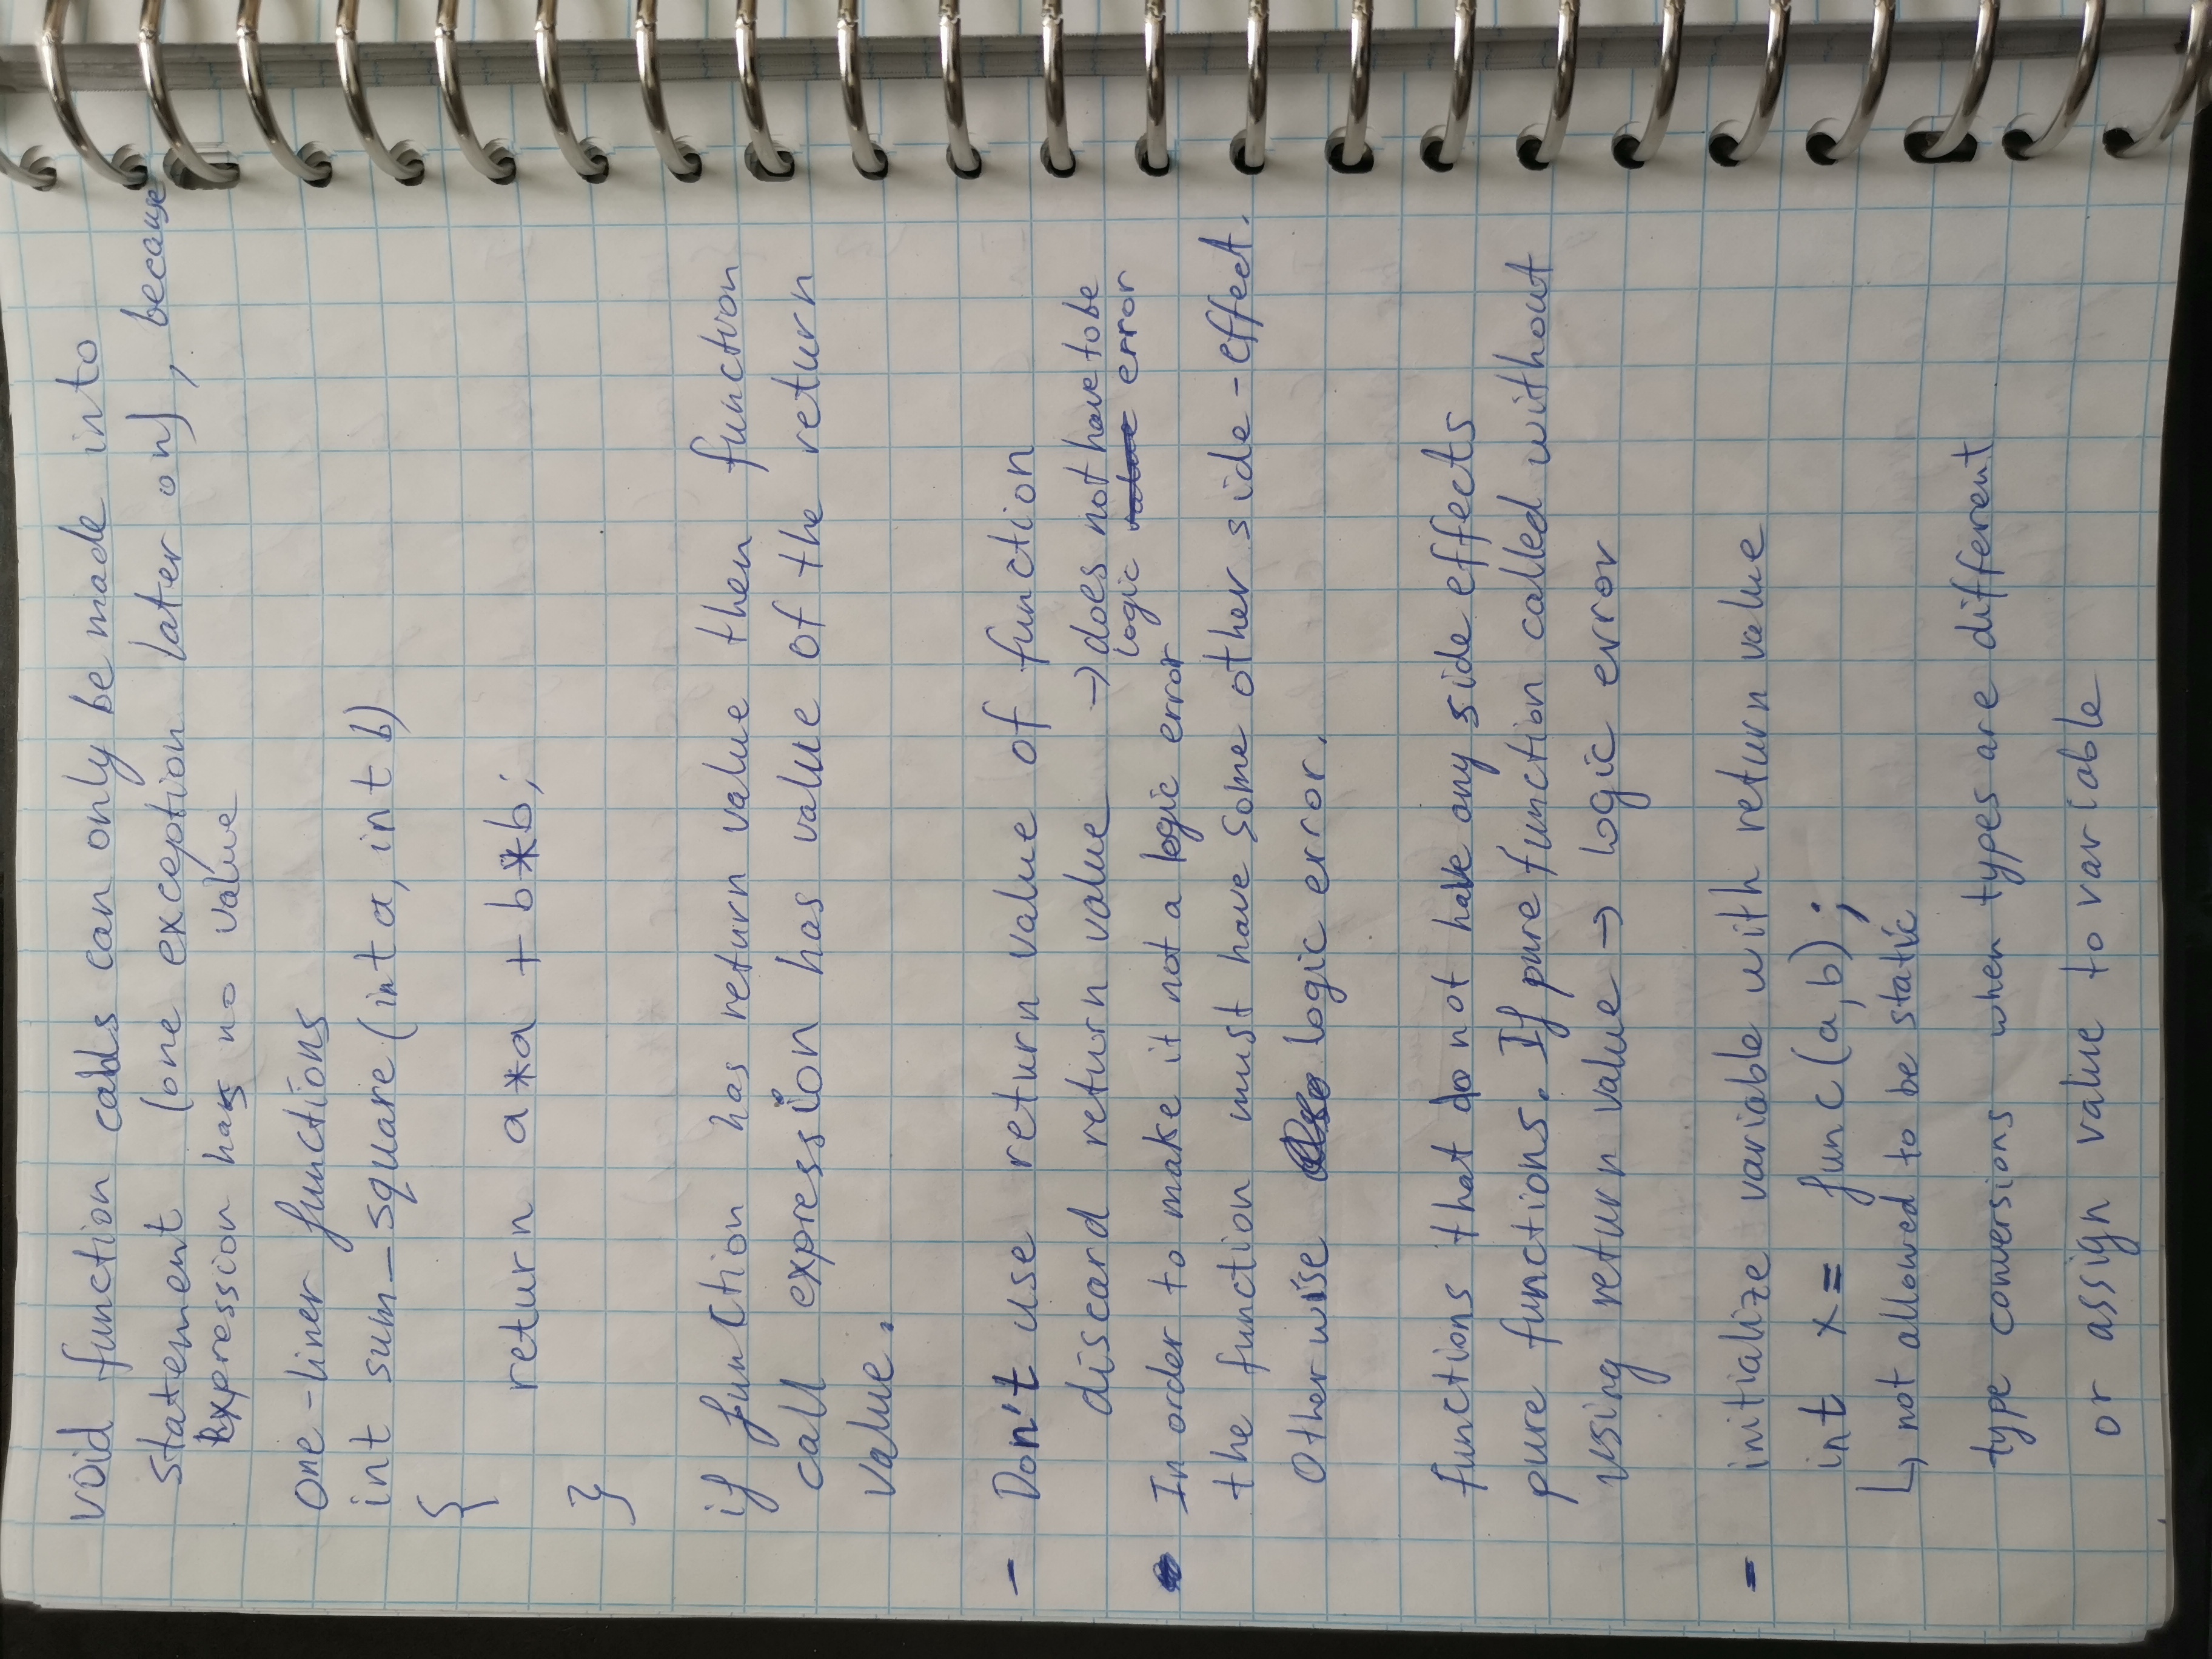 void function calls can only be made into
statement (one exception later on), because
expression has no value
one-liner functions
int sum_square(int a, int b)
{
return a*a + b*b;
}
if function has return value then function
call expression has value of the return
value.
- Don't use return value of function
discard return value → does not have to be
logic error
In order to make it not a logic error
the function must have some other side-effect.
Otherwise logic error.
functions that do not have any side effects
pure functions. If pure function called without
using return value → logic error
- initialize variable with return value
int x = func(a,b);
↳ not allowed to be static
type conversions when types are different
or assign value to variable